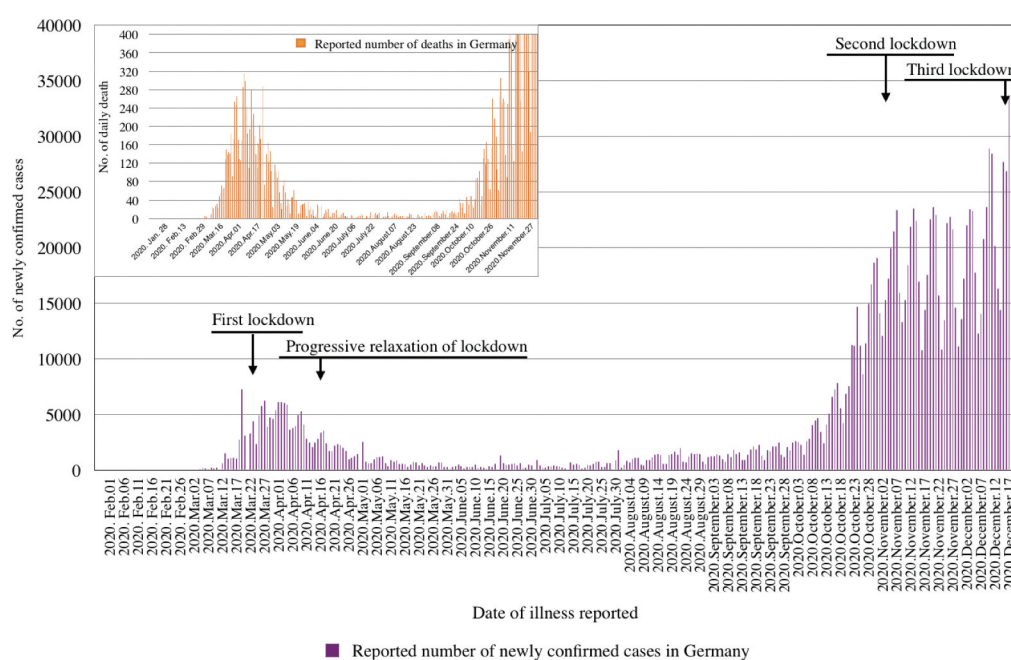 40000
35000
30000
25000
20000
15000
10000
5000
0
No. of newly confirmed cases
400
360
320
280
240
200
160
120
80
40
0
No. of daily death
Reported number of deaths in Germany
2020. Jan. 28
2020. Feb.13
2020. Feb.29
2020.Mar.16
2020.Apr.01
2020.Apr.17
2020.May.03
2020.May.19
2020.June.04
2020.June.20
2020.July.06
2020.July.22
2020.August.07
2020.August.23
2020.September.08
2020.September.24
2020.October.10
2020.October.26
2020.November.11
2020.November.27
Second lockdown
Third lockdown
First lockdown
Progressive relaxation of lockdown
2020. Feb.01
2020. Feb.06
2020. Feb.11
2020. Feb.16
2020. Feb.21
2020. Feb.26
2020.Mar.02
2020.Mar.07
2020.Mar.12
2020.Mar.17
2020.Mar.22
2020.Mar.27
2020.Apr.01
2020.Apr.06
2020.Apr.11
2020.Apr.16
2020.Apr.21
2020.Apr.26
2020.May.01
2020.May.06
2020.May.11
2020.May.16
2020.May.21
2020.May.26
2020.May.31
2020.June.05
2020.June.10
2020.June.15
2020.June.20
2020.June.25
2020.June.30
2020.July.05
2020.July.10
2020.July.15
2020.July.20
2020.July.25
2020.July.30
2020.August.04
2020.August.09
2020.August.14
2020.August.19
2020.August.24
2020.August.29
2020.September.03
2020.September.08
2020.September.13
2020.September.18
2020.September.23
2020.September.28
2020.October.03
2020.October.08
2020.October.13
2020.October.18
2020.October.23
2020.October.28
2020.November.02
2020.November.07
2020.November.12
2020.November.17
2020.November.22
2020.November.27
2020.December.02
2020.December.07
2020.December.12
2020.December.17
Date of illness reported
Reported number of newly confirmed cases in Germany